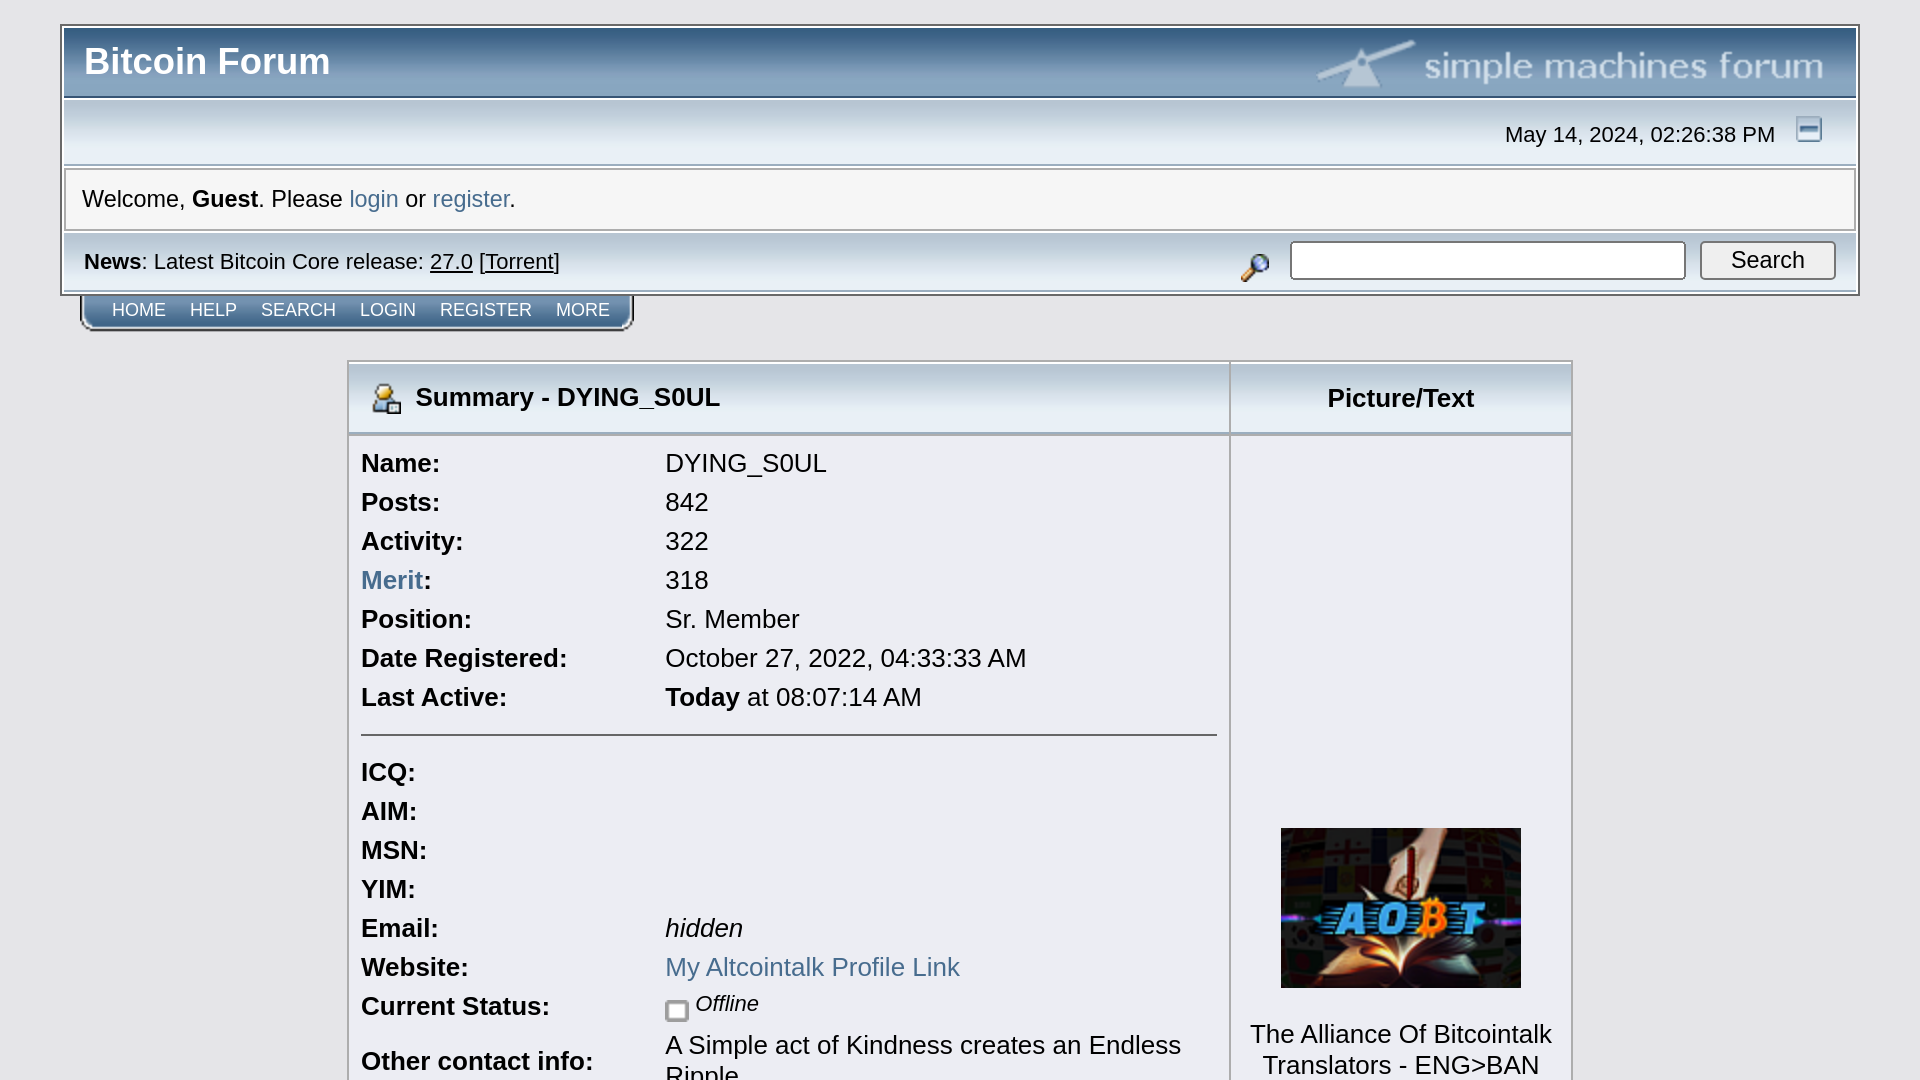 Bitcoin Forum
simple machines forum
May 14, 2024, 02:26:38 PM
Welcome, Guest. Please login or register.
News: Latest Bitcoin Core release: 27.0 [Torrent]
Search
HOME HELP SEARCH LOGIN REGISTER MORE
Summary - DYING_S0UL
Picture/Text
Name: DYING_S0UL
Posts: 842
Activity: 322
Merit: 318
Position: Sr. Member
Date Registered: October 27, 2022, 04:33:33 AM
Last Active: Today at 08:07:14 AM
ICQ:
AIM:
MSN:
YIM:
Email: hidden
Website: My Altcointalk Profile Link
Current Status: Offline
Other contact info: A Simple act of Kindness creates an Endless
Ripple
AOBT
The Alliance Of Bitcointalk
Translators - ENG>BAN